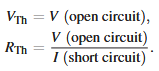 V_Th = V (open circuit),
R_Th = V (open circuit) / I (short circuit).